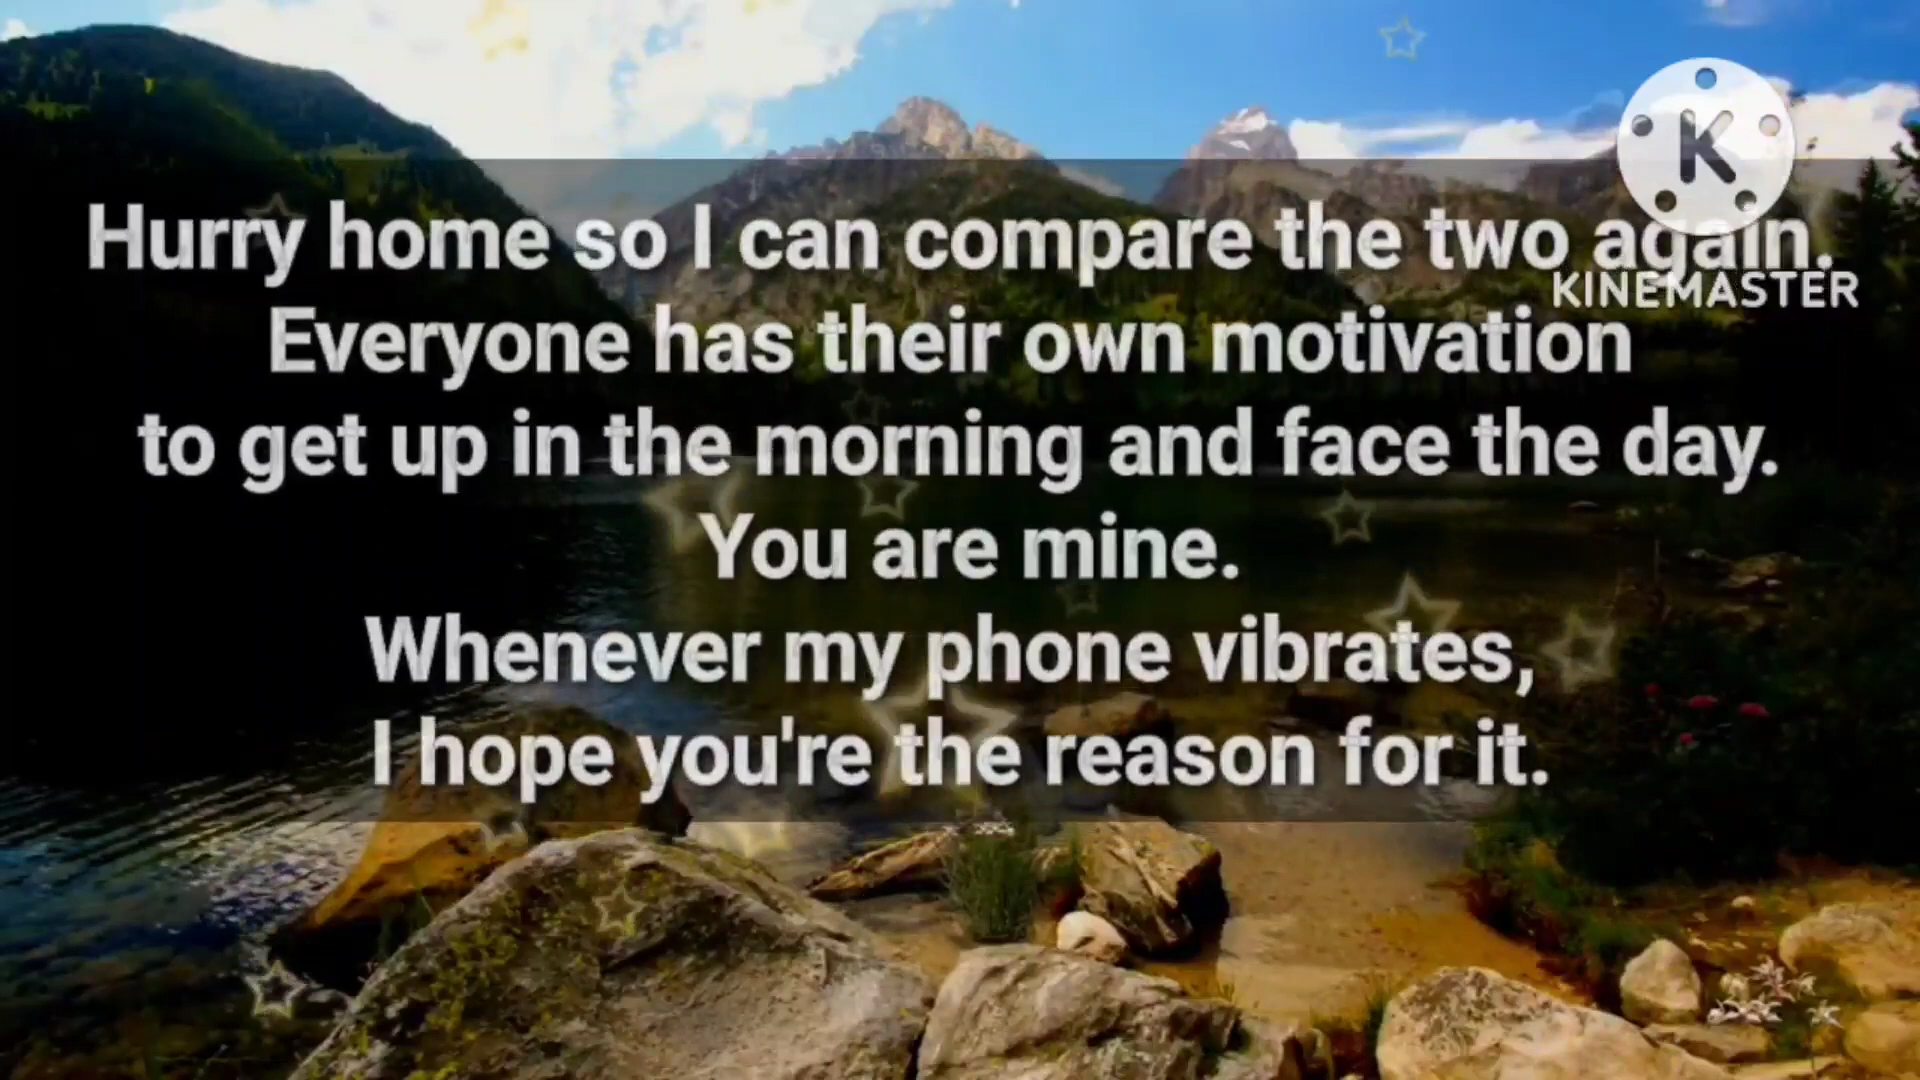 Hurry home so I can compare the two again.
KINEMASTER
Everyone has their own motivation
to get up in the morning and face the day.
You are mine.
Whenever my phone vibrates,
I hope you're the reason for it.